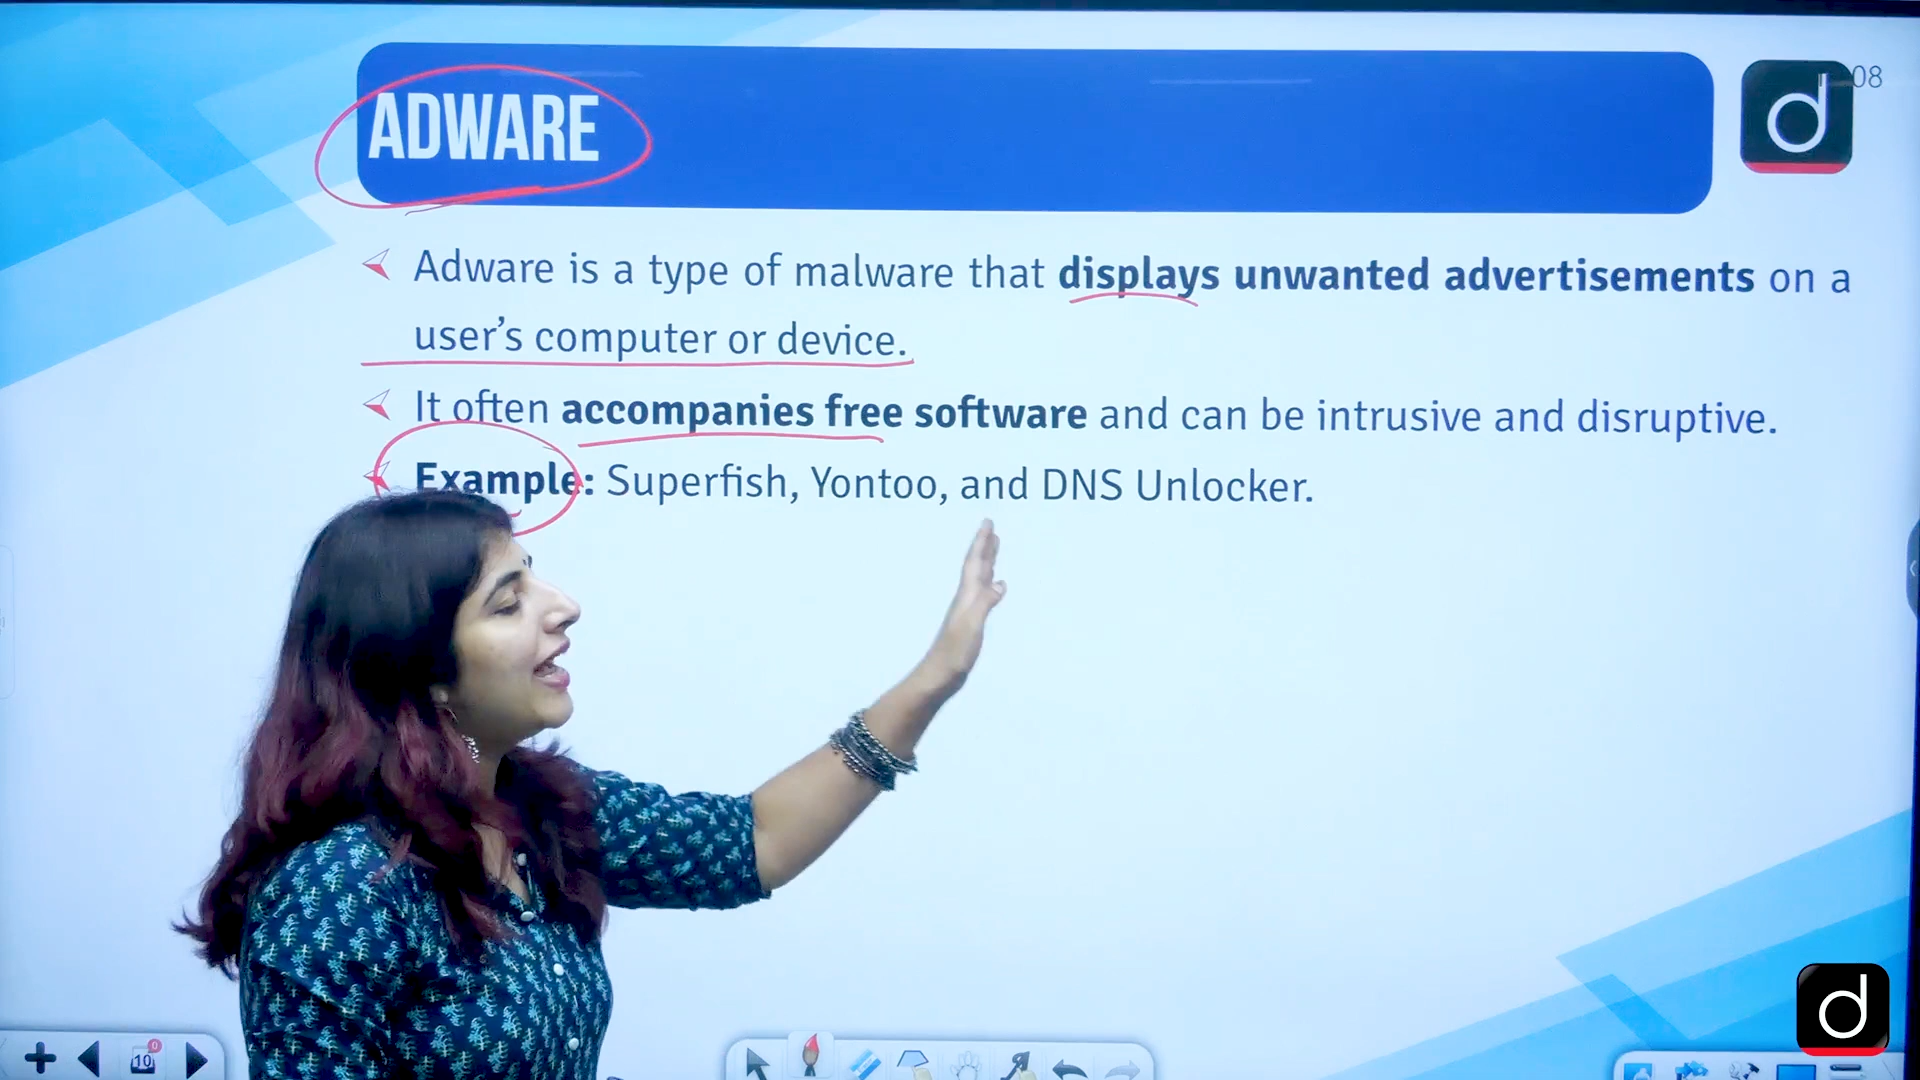 ADWARE
d
08
Adware is a type of malware that displays unwanted advertisements on a
user’s computer or device.
It often accompanies free software and can be intrusive and disruptive.
Example: Superfish, Yontoo, and DNS Unlocker.
10
0
d